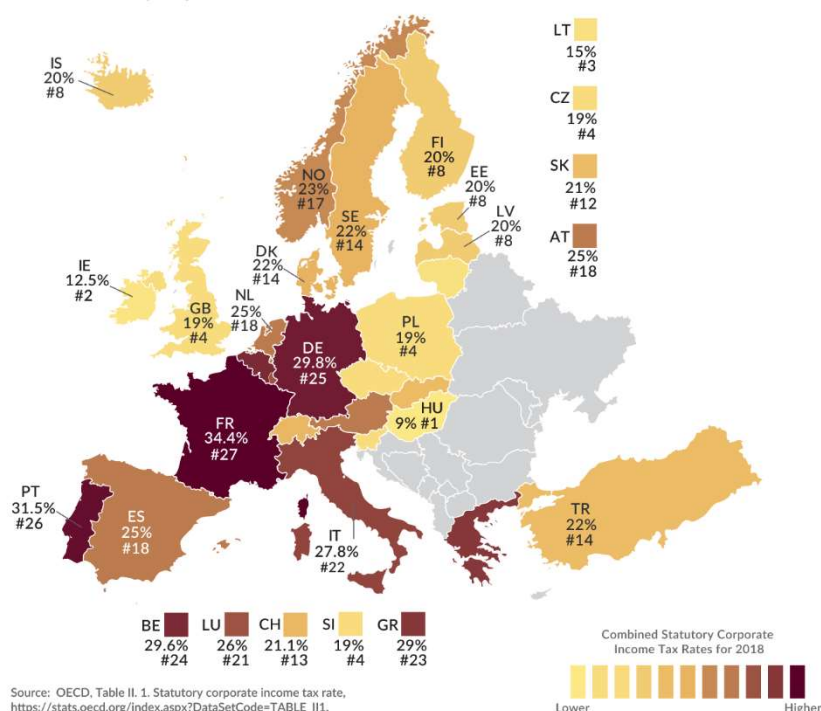 IS
20%
#8
NO
23%
#17
SE
22%
#14
FI
20%
#8
EE
20%
#8
LV
20%
#8
LT
15%
#3
CZ
19%
#4
SK
21%
#12
AT
25%
#18
DK
22%
#14
IE
12.5%
#2
GB
19%
#4
NL
25%
#18
DE
29.8%
#25
PL
19%
#4
HU
9% #1
FR
34.4%
#27
PT
31.5%
#26
ES
25%
#18
IT
27.8%
#22
TR
22%
#14
BE
29.6%
#24
LU
26%
#21
CH
21.1%
#13
SI
19%
#4
GR
29%
#23
Combined Statutory Corporate
Income Tax Rates for 2018
Lower Higher
Source: OECD, Table II. 1. Statutory corporate income tax rate,
https://stats.oecd.org/index.aspx?DataSetCode=TABLE_II1.